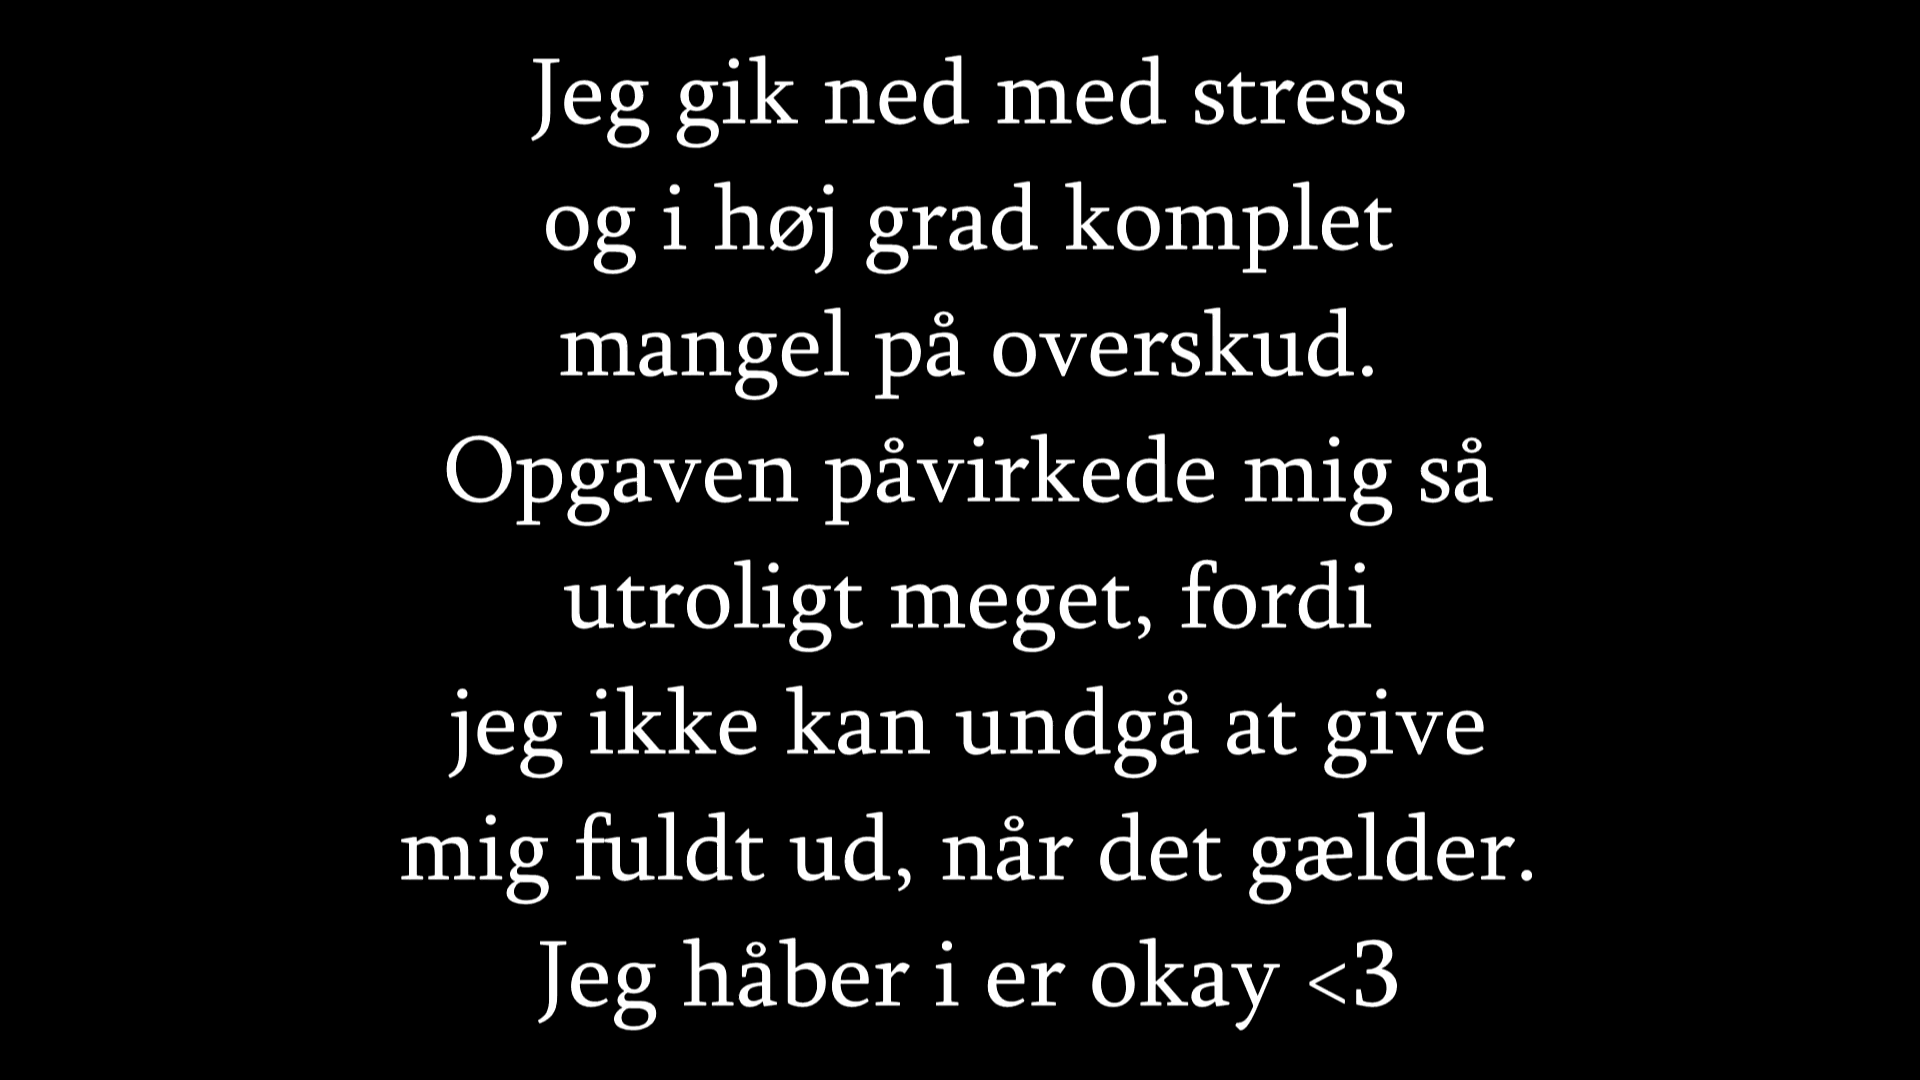 Jeg gik ned med stress
og i høj grad komplet
mangel på overskud.
Opgaven påvirkede mig så
utroligt meget, fordi
jeg ikke kan undgå at give
mig fuldt ud, når det gælder.
Jeg håber i er okay <3